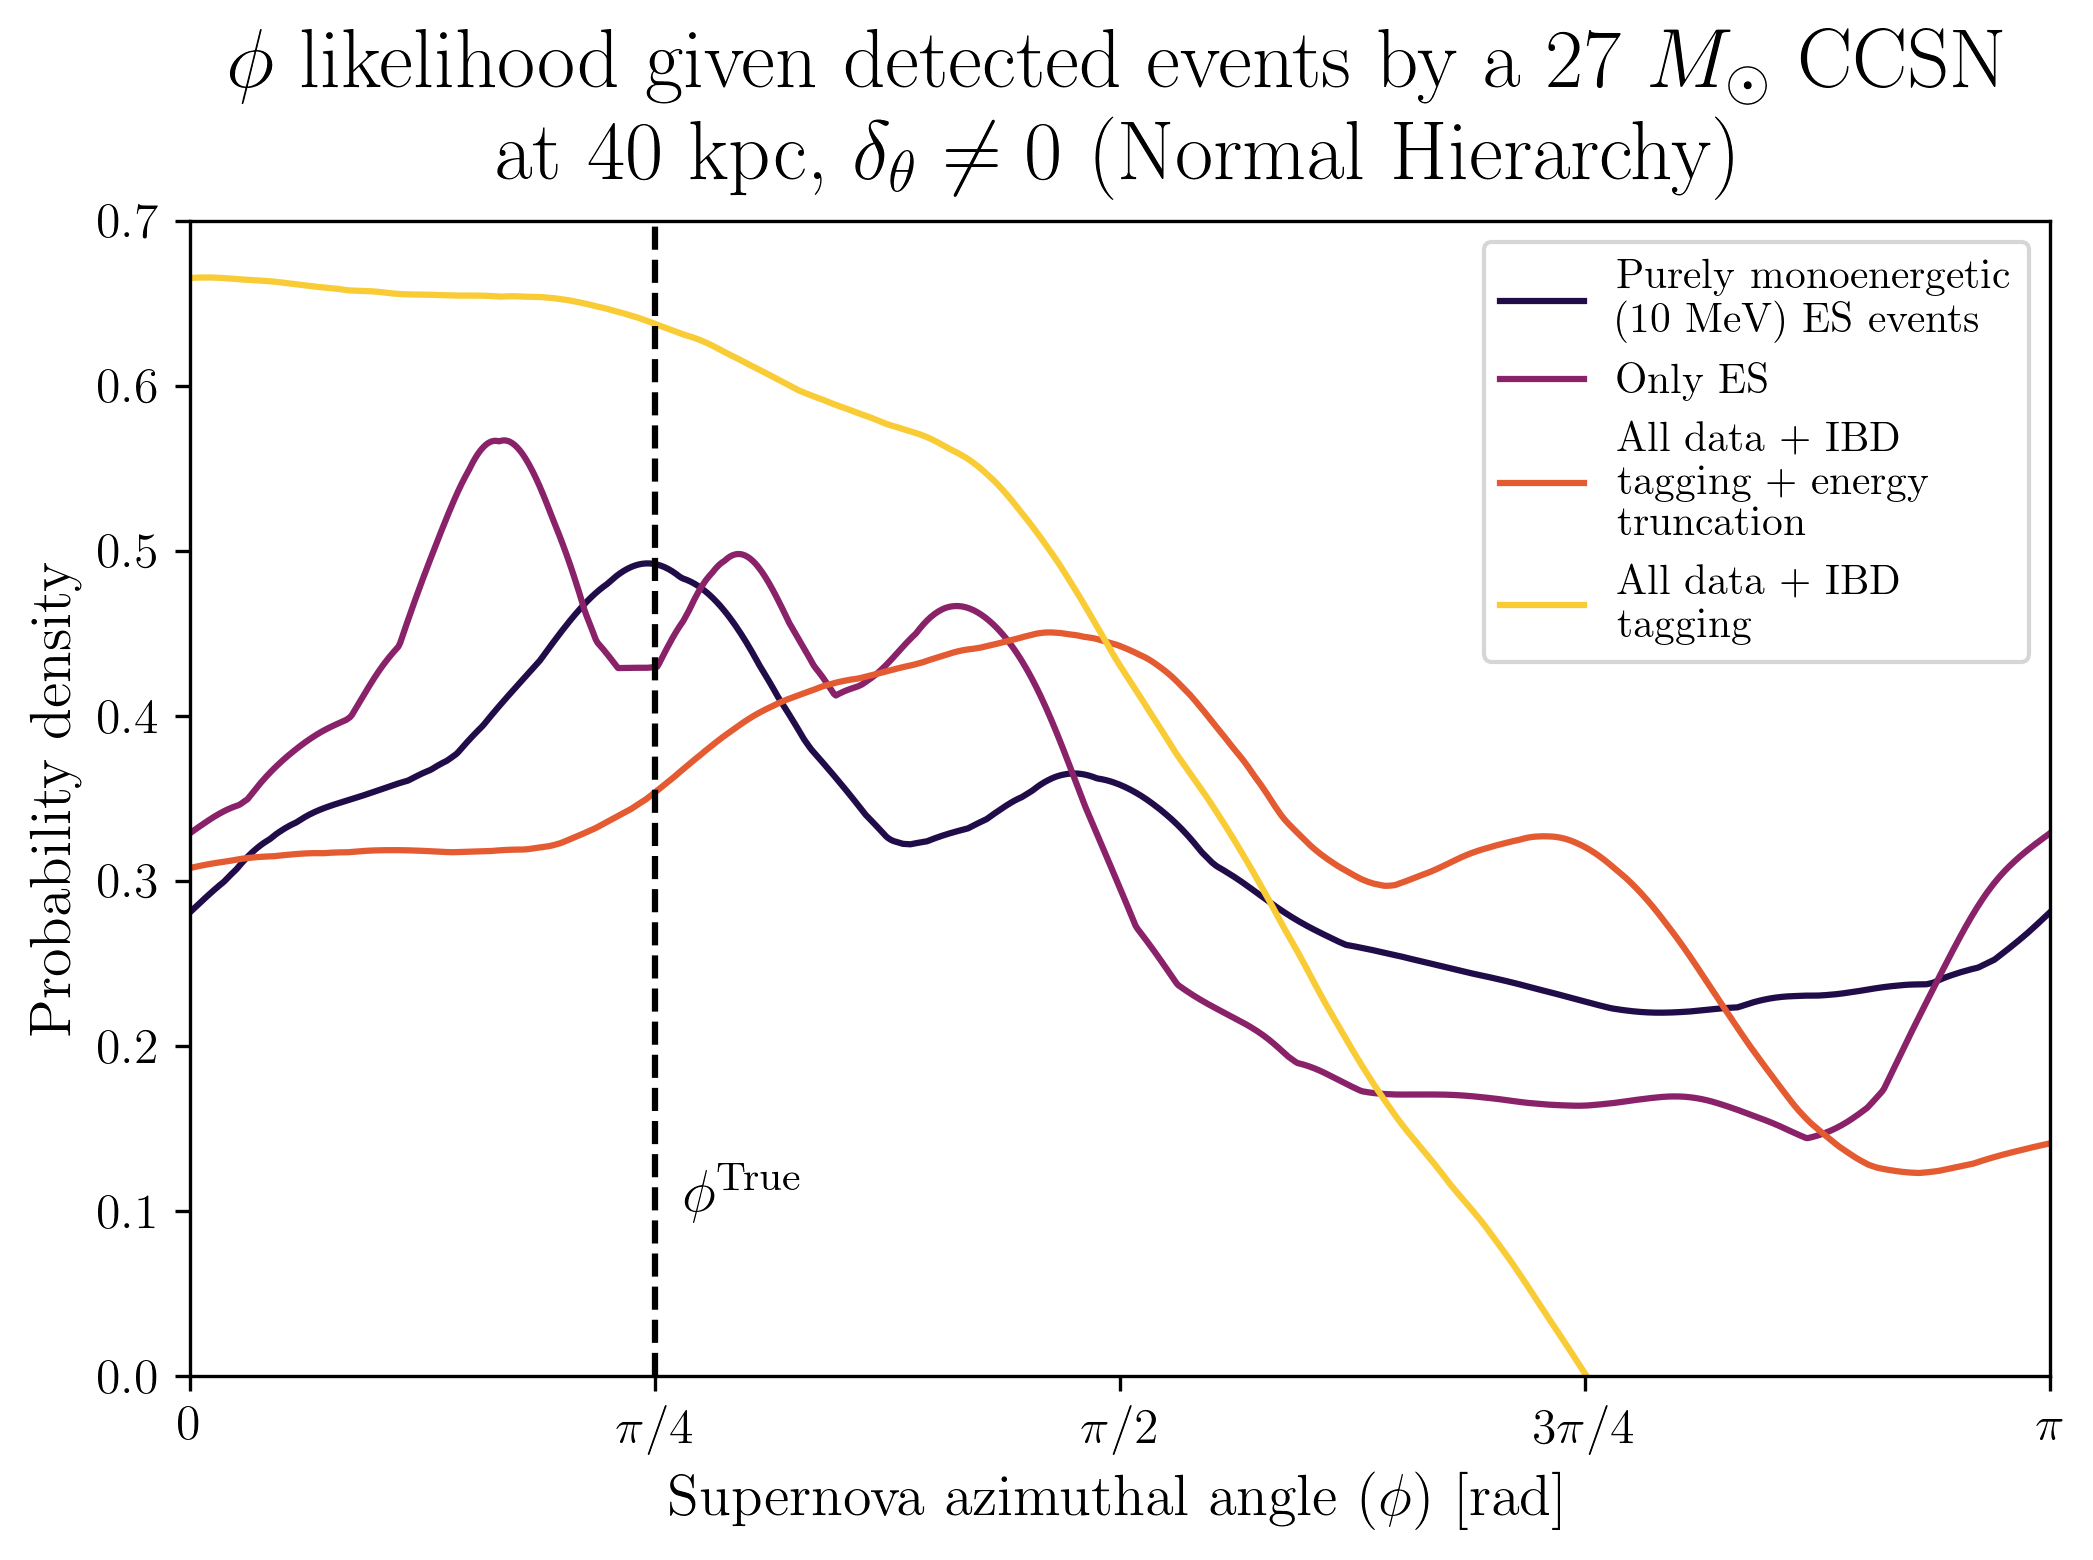 ϕ likelihood given detected events by a 27 M⊙ CCSN
at 40 kpc, δθ ≠ 0 (Normal Hierarchy)
0.7
0.6
0.5
0.4
0.3
0.2
0.1
0.0
Probability density
Purely monoenergetic
(10 MeV) ES events
Only ES
All data + IBD
tagging + energy
truncation
All data + IBD
tagging
ϕTrue
0
π/4
π/2
3π/4
π
Supernova azimuthal angle (ϕ) [rad]